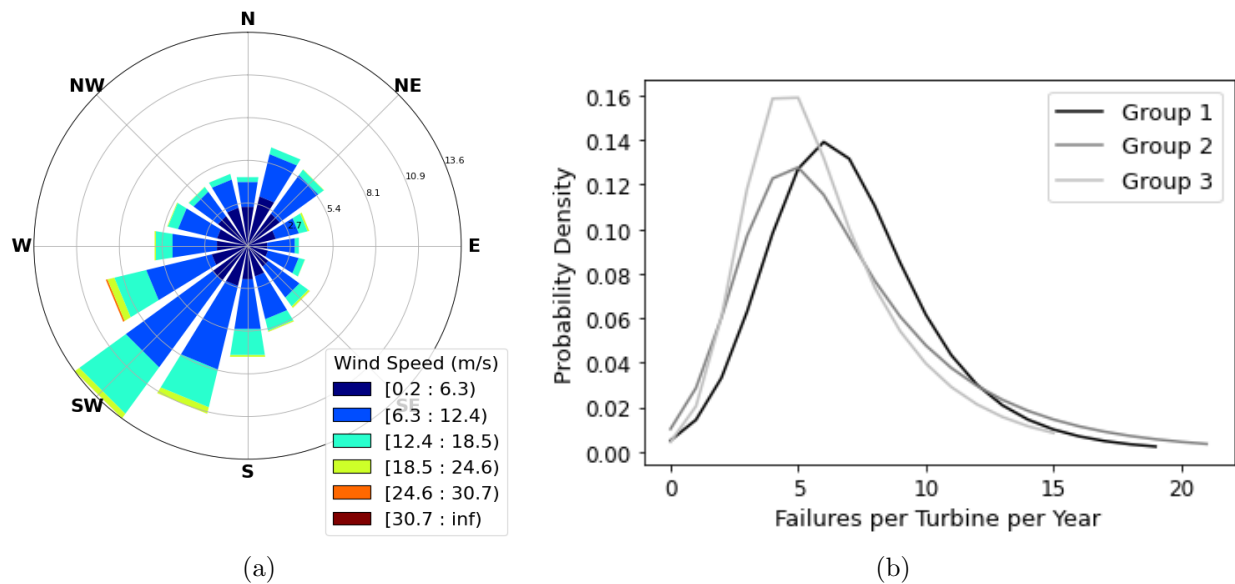 N
NW
NE
13.6
10.9
8.1
5.4
2.7
W
E
SW
SE
S
Wind Speed (m/s)
[0.2 : 6.3)
[6.3 : 12.4)
[12.4 : 18.5)
[18.5 : 24.6)
[24.6 : 30.7)
[30.7 : inf)
(a)
Probability Density
0.16
0.14
0.12
0.10
0.08
0.06
0.04
0.02
0.00
Group 1
Group 2
Group 3
0 5 10 15 20
Failures per Turbine per Year
(b)